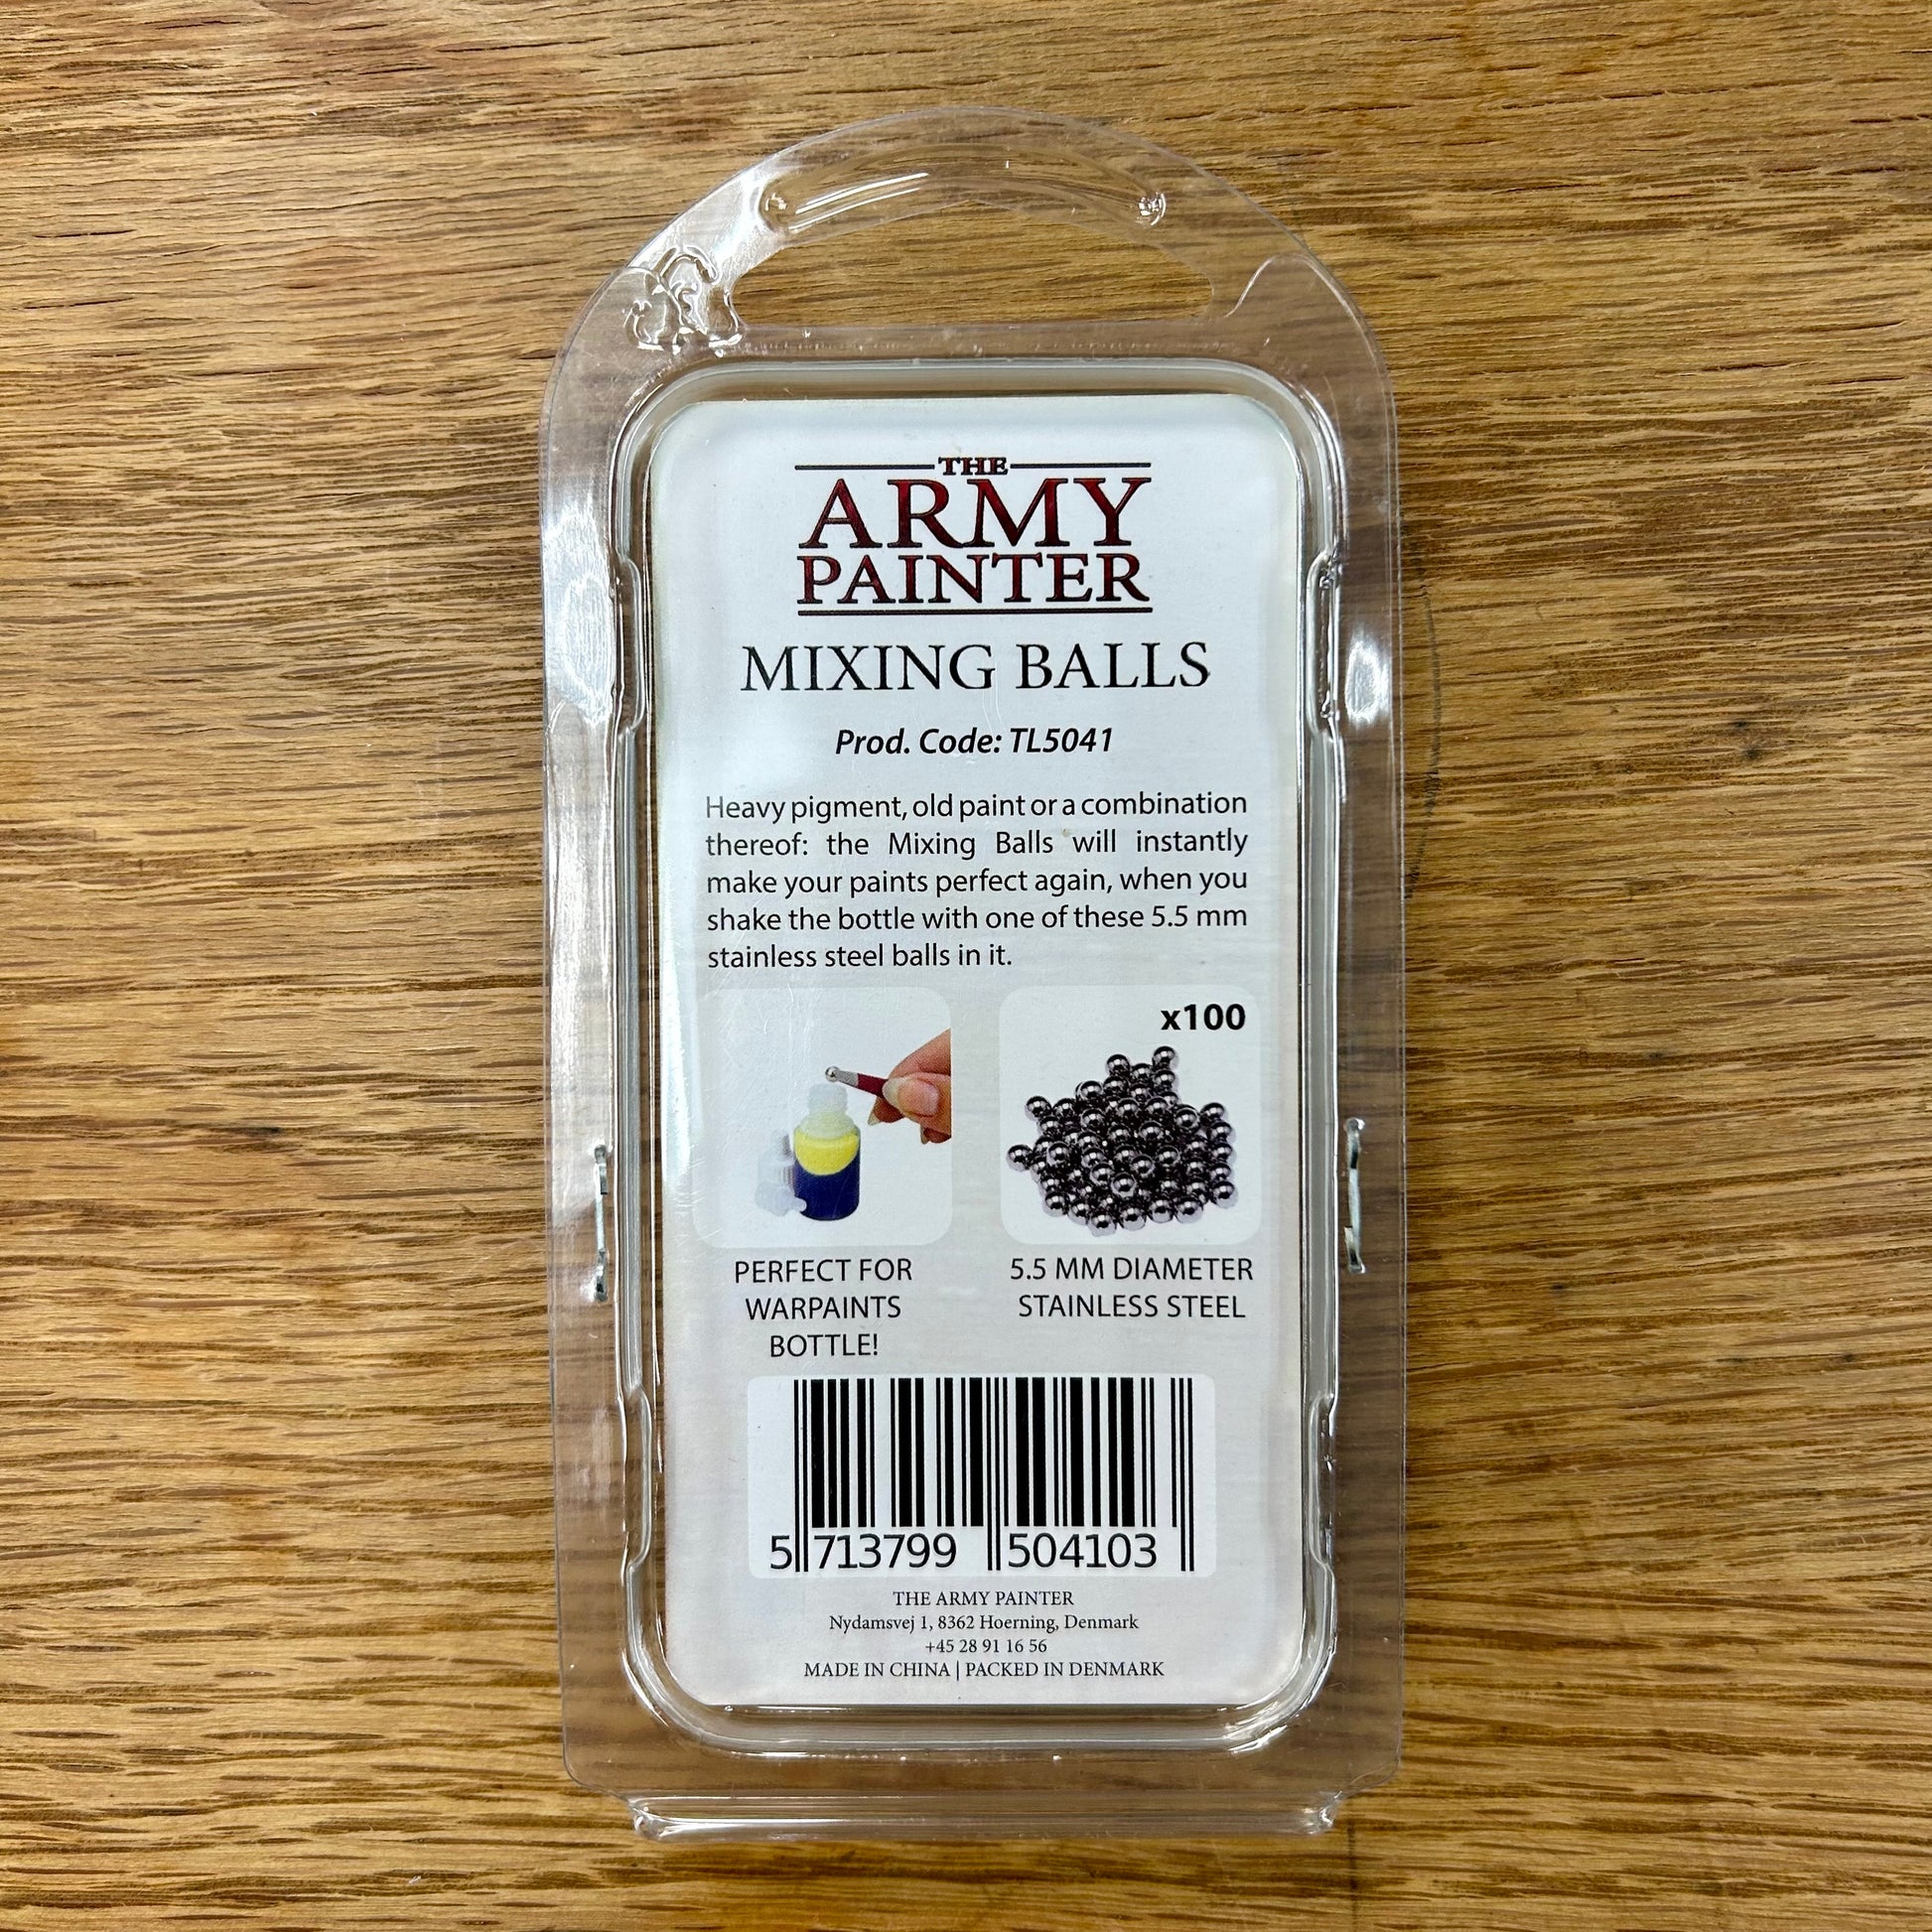 THE
ARMY
PAINTER
MIXING BALLS
Prod. Code: TL5041
Heavy pigment, old paint or a combination
thereof: the Mixing Balls will instantly
make your paints perfect again, when you
shake the bottle with one of these 5.5 mm
stainless steel balls in it.
x100
PERFECT FOR
WARPAINTS
BOTTLE!
5.5 MM DIAMETER
STAINLESS STEEL
5 713799 504103
THE ARMY PAINTER
Nydamsvej 1, 8362 Hoerning, Denmark
+45 28 91 16 56
MADE IN CHINA | PACKED IN DENMARK